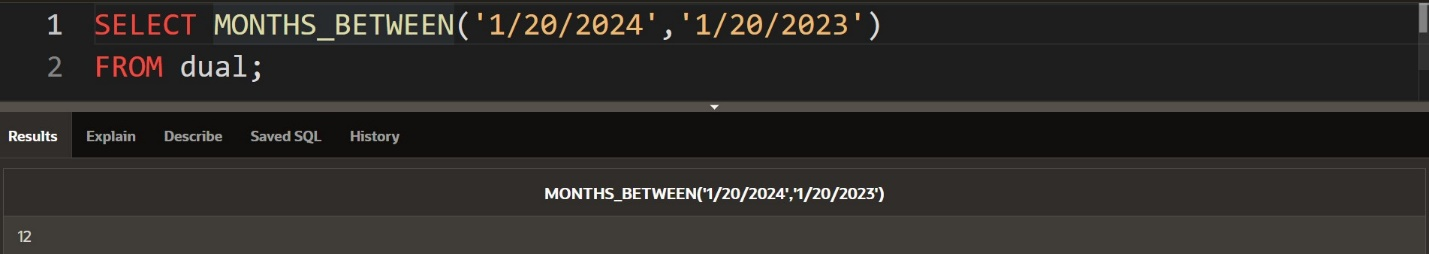 1 SELECT MONTHS_BETWEEN('1/20/2024','1/20/2023')
2 FROM dual;
Results Explain Describe Saved SQL History
MONTHS_BETWEEN('1/20/2024','1/20/2023')
12